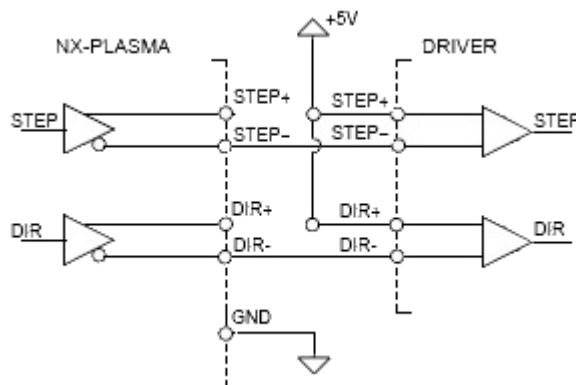 +5V
NX-PLASMA
DRIVER
STEP
STEP+
STEP+
STEP
STEP-
STEP-
DIR
DIR+
DIR+
DIR
DIR-
DIR-
GND